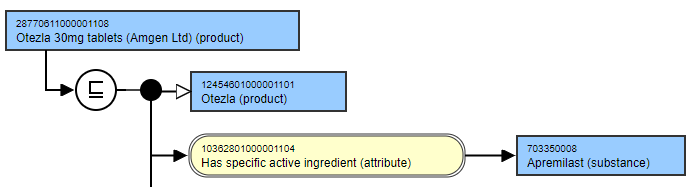 28770611000001108
Otezla 30mg tablets (Amgen Ltd) (product)
⊑
12454601000001101
Otezla (product)
10362801000001104
Has specific active ingredient (attribute)
703350008
Apremilast (substance)